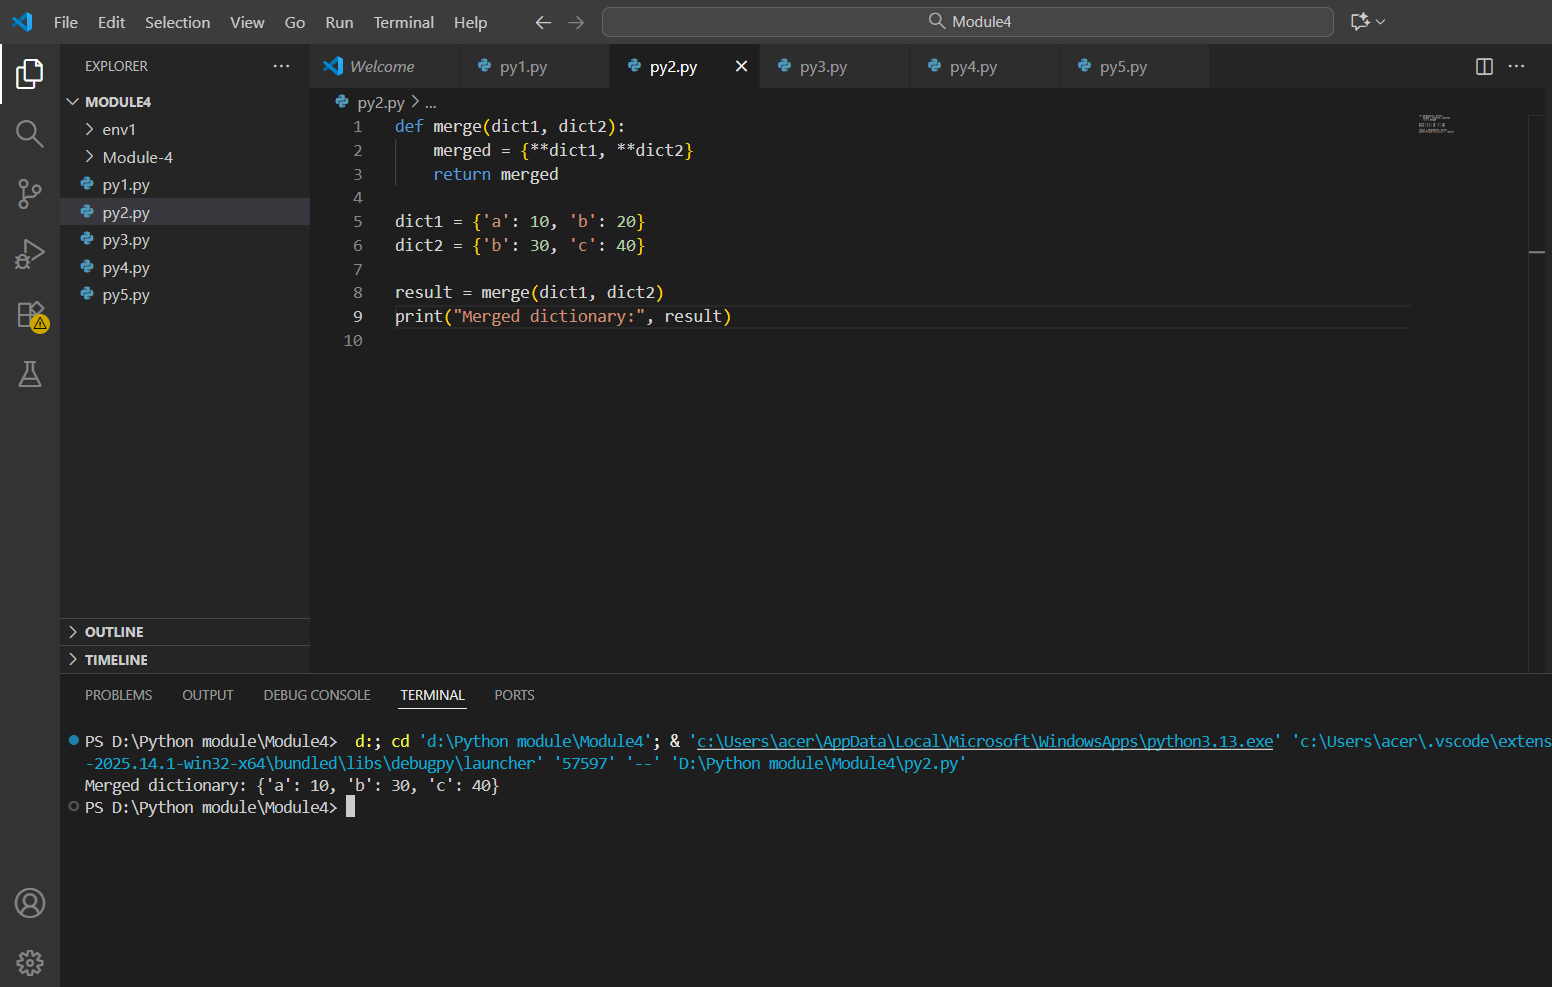 File Edit Selection View Go Run Terminal Help
Module4
EXPLORER
MODULE4
env1
Module-4
py1.py
py2.py
py3.py
py4.py
py5.py
OUTLINE
TIMELINE
Welcome py1.py py2.py py3.py py4.py py5.py
py2.py > ...
1 def merge(dict1, dict2):
2     merged = {**dict1, **dict2}
3     return merged
4
5 dict1 = {'a': 10, 'b': 20}
6 dict2 = {'b': 30, 'c': 40}
7
8 result = merge(dict1, dict2)
9 print("Merged dictionary:", result)
10
PROBLEMS OUTPUT DEBUG CONSOLE TERMINAL PORTS
PS D:\Python module\Module4>  d:; cd 'd:\Python module\Module4'; & 'c:\Users\acer\AppData\Local\Microsoft\WindowsApps\python3.13.exe' 'c:\Users\acer\.vscode\extens
-2025.14.1-win32-x64\bundled\libs\debugpy\launcher' '57597' '--' 'D:\Python module\Module4\py2.py'
Merged dictionary: {'a': 10, 'b': 30, 'c': 40}
PS D:\Python module\Module4>